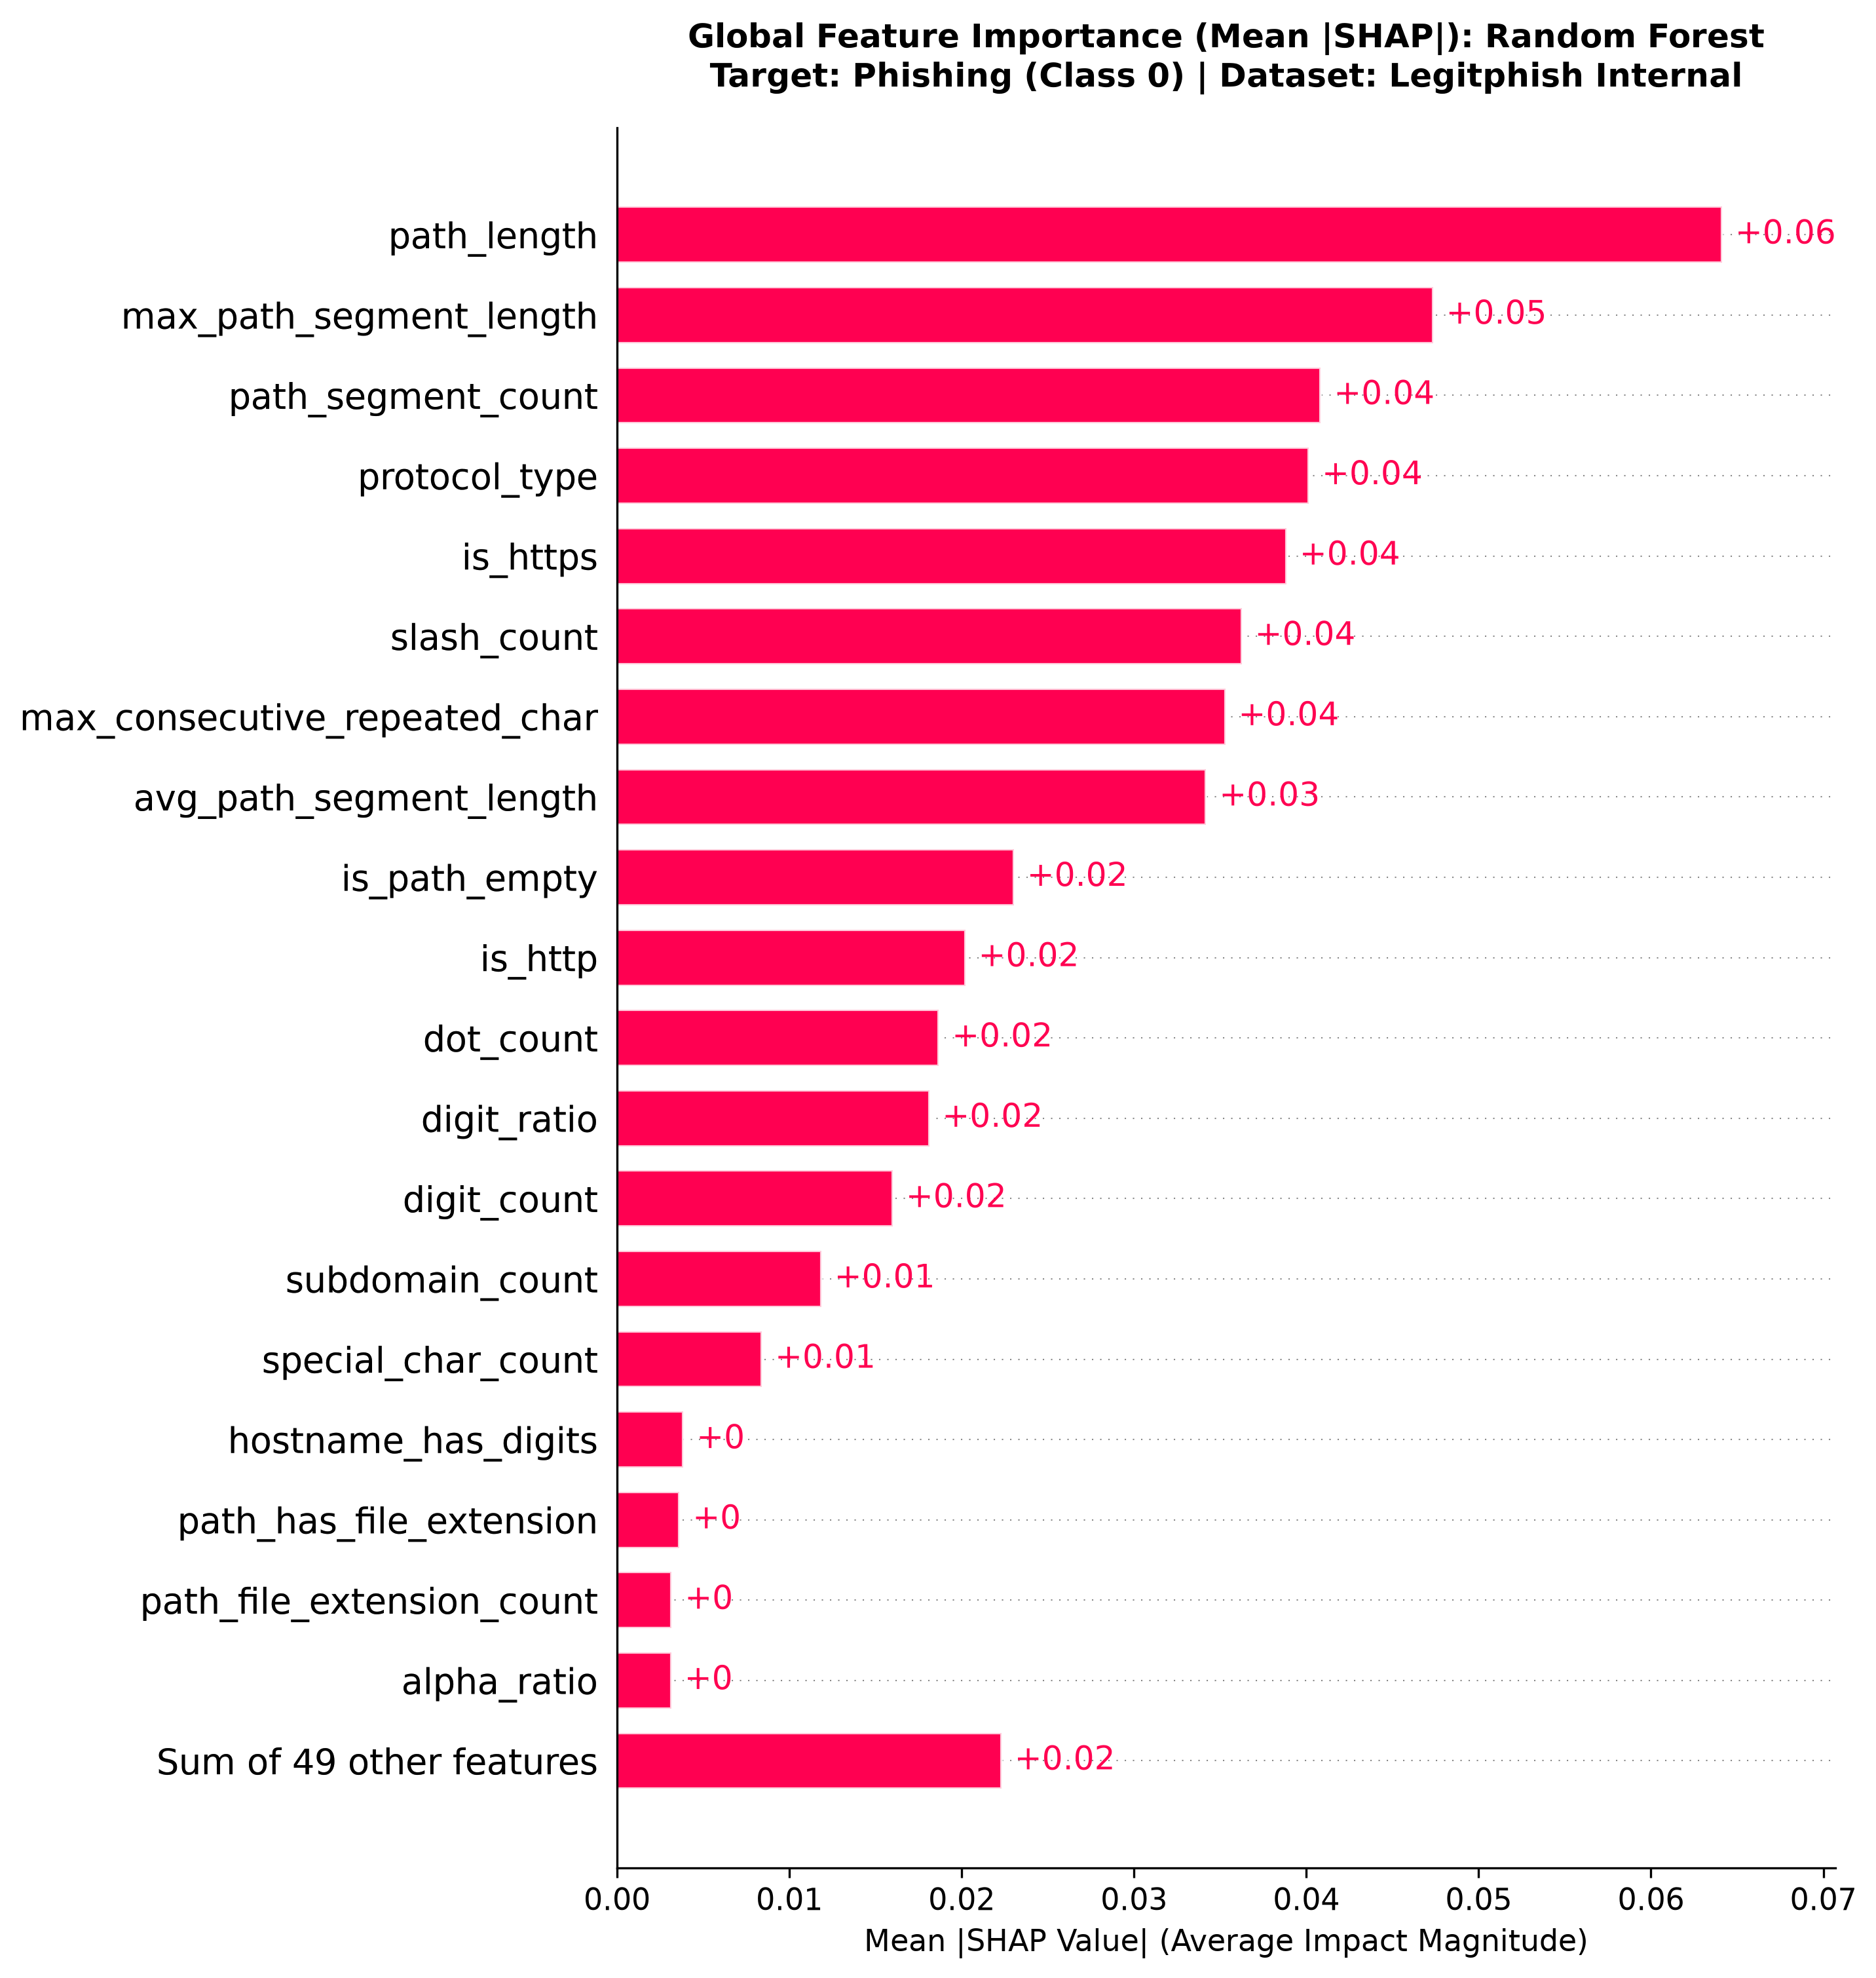 Global Feature Importance (Mean |SHAP|): Random Forest
Target: Phishing (Class 0) | Dataset: Legitphish Internal
path_length +0.06
max_path_segment_length +0.05
path_segment_count +0.04
protocol_type +0.04
is_https +0.04
slash_count +0.04
max_consecutive_repeated_char +0.04
avg_path_segment_length +0.03
is_path_empty +0.02
is_http +0.02
dot_count +0.02
digit_ratio +0.02
digit_count +0.02
subdomain_count +0.01
special_char_count +0.01
hostname_has_digits +0
path_has_file_extension +0
path_file_extension_count +0
alpha_ratio +0
Sum of 49 other features +0.02
0.00 0.01 0.02 0.03 0.04 0.05 0.06 0.07
Mean |SHAP Value| (Average Impact Magnitude)